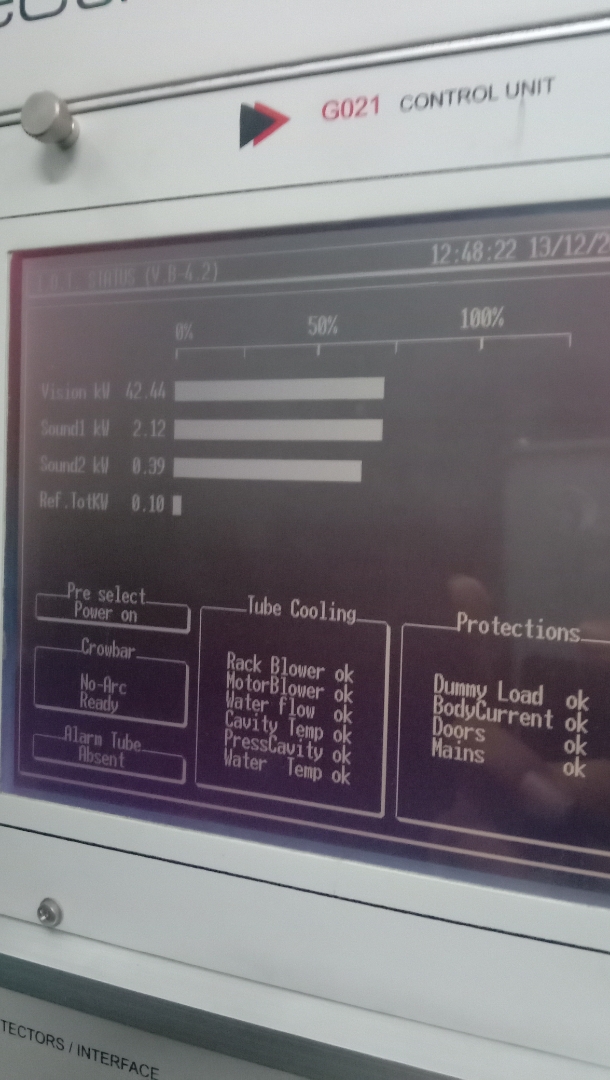 G021 CONTROL UNIT
STATUS (V.B-4.2) 12:48:22 13/12/2
0% 50% 100%
Vision kW 42.44
Sound1 kW 2.12
Sound2 kW 0.39
Ref.TotKW 0.10
Pre select
Power on
Crowbar
No-Arc
Ready
Alarm Tube
Absent
Tube Cooling
Rack Blower ok
MotorBlower ok
Water flow ok
Cavity Temp ok
PressCavity ok
Water Temp ok
Protections
Dummy Load ok
BodyCurrent ok
Doors ok
Mains ok
TECTORS / INTERFACE